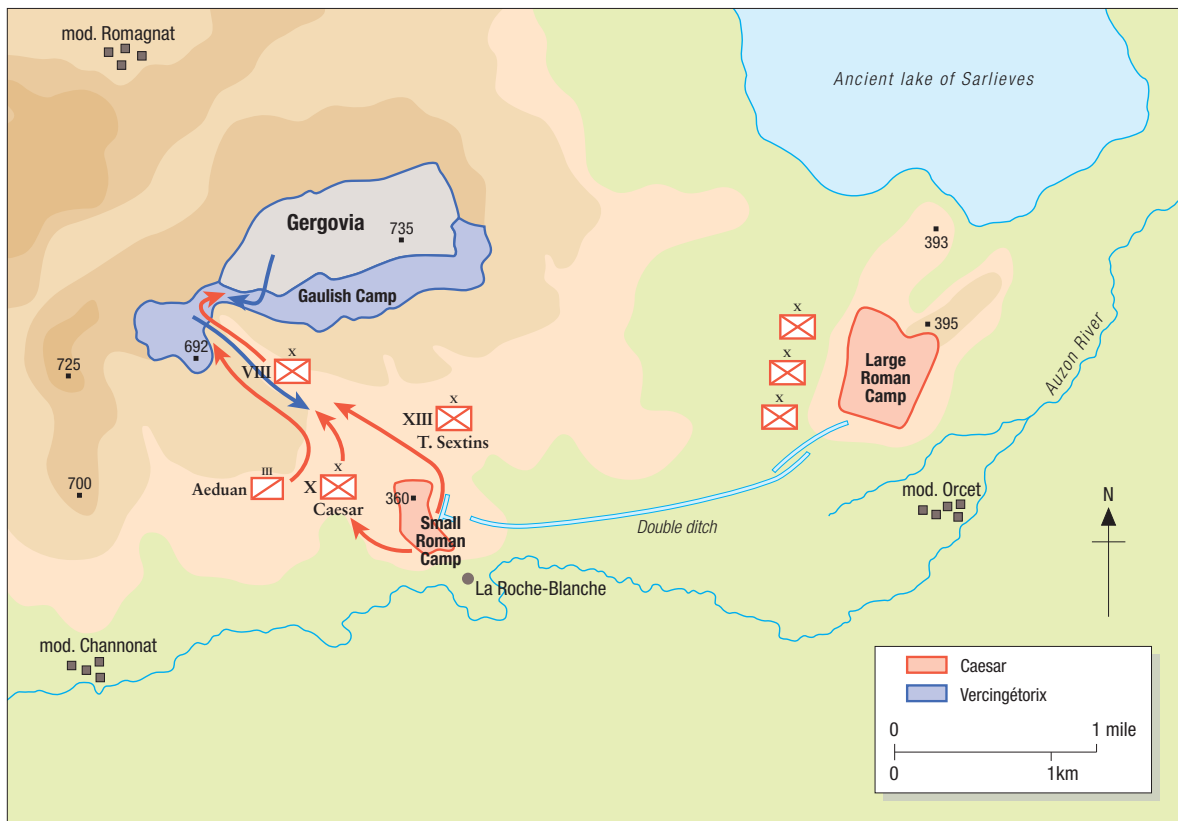 mod. Romagnat
Ancient lake of Sarlieves
Gergovia
735
393
Gaulish Camp
395
692
725
VIII
X
Large
Roman
Camp
Auzon River
X
X
X
XIII
X
T. Sextins
Aeduan
III
X
X
Caesar
360
700
Small
Roman
Camp
Double ditch
mod. Orcet
N
La Roche-Blanche
mod. Channonat
Caesar
Vercingétorix
0
1 mile
0
1km